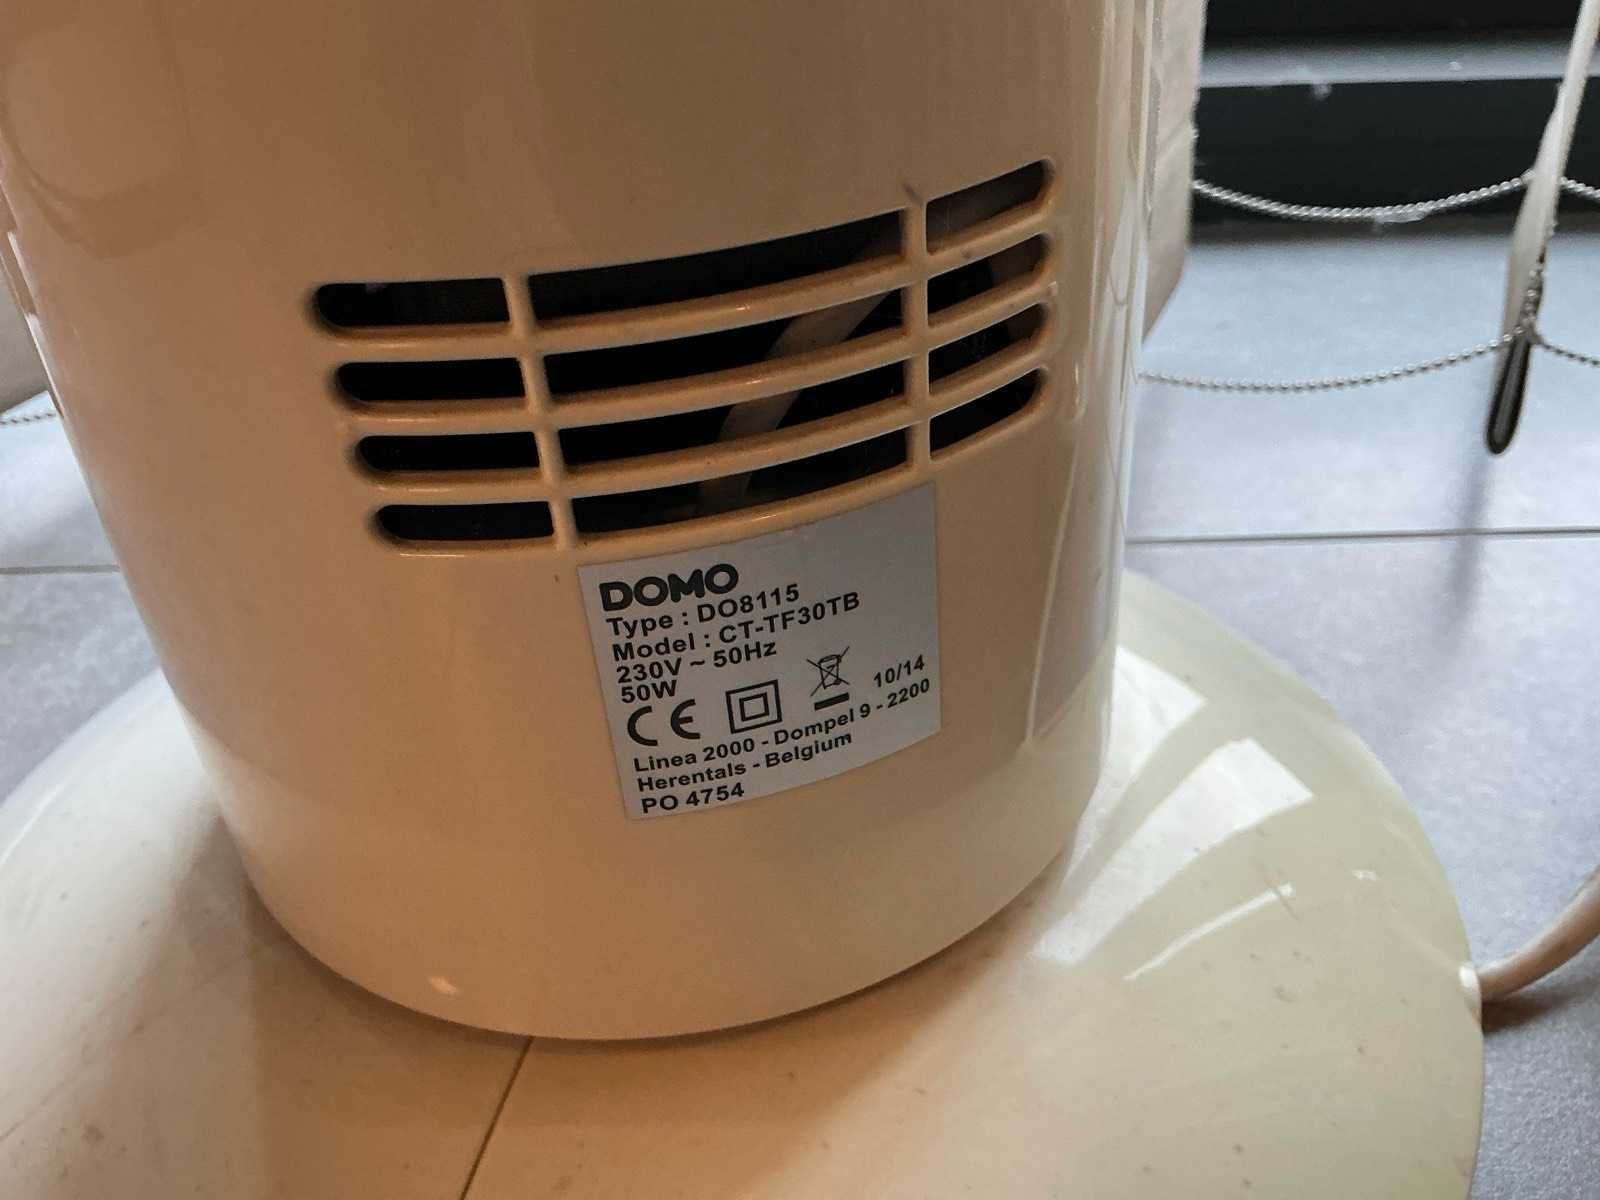 DOMO
Type : DO8115
Model : CT-TF30TB
230V ~ 50Hz
50W
CE
10/14
Linea 2000 - Dompel 9 - 2200
Herentals - Belgium
PO 4754